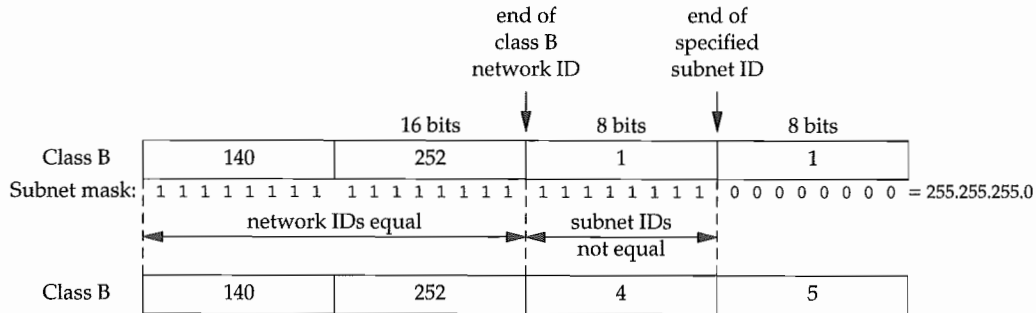 end of
class B
network ID
end of
specified
subnet ID
16 bits 8 bits 8 bits
Class B 140 252 1 1
Subnet mask: 1 1 1 1 1 1 1 1 1 1 1 1 1 1 1 1 1 1 1 1 1 1 1 1 0 0 0 0 0 0 0 0 = 255.255.255.0
network IDs equal
subnet IDs
not equal
Class B 140 252 4 5